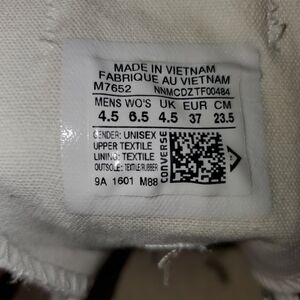 MADE IN VIETNAM
FABRIQUE AU VIETNAM
M7652 NNMCDZTF00484
MENS WO'S UK EUR CM
4.5 6.5 4.5 37 23.5
GENDER: UNISEX
UPPER: TEXTILE
LINING: TEXTILE
OUTSOLE: TEXTILE/RUBBER
9A 1601 M88
CONVERSE